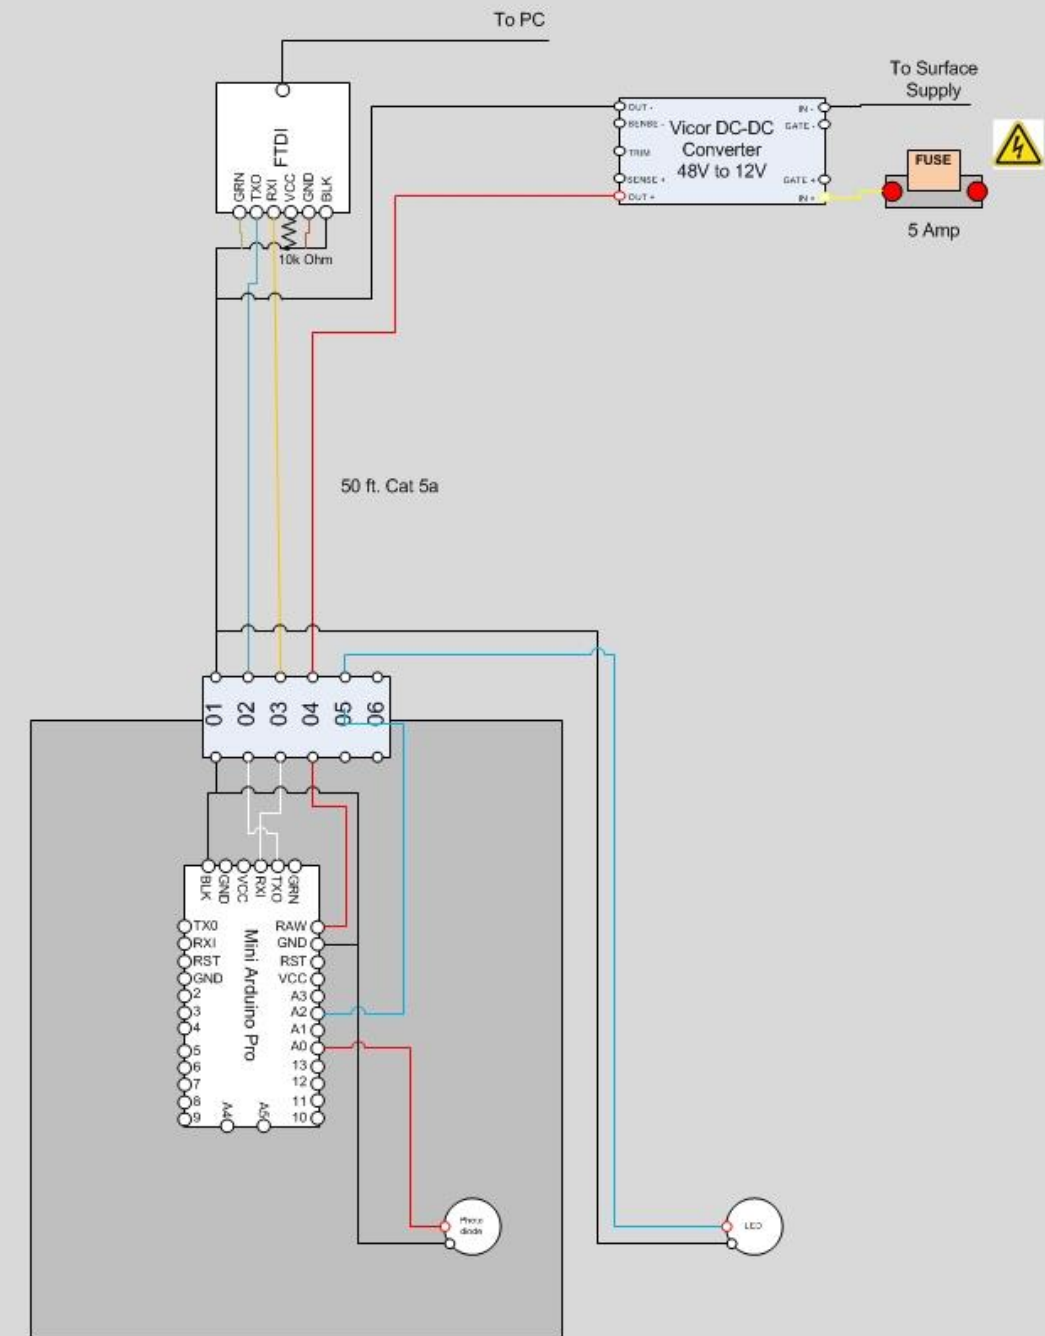 To PC
To Surface
Supply
FTDI
GRN
TXO
RXI
VCC
GND
BLK
10k Ohm
OUT -
SENSE -
TRIM
SENSE +
OUT +
Vicor DC-DC
Converter
48V to 12V
IN -
GATE -
GATE +
IN +
FUSE
5 Amp
50 ft. Cat 5a
01
02
03
04
05
06
BLK
GND
VCC
RXI
TXO
GRN
TX0
RXI
RST
GND
2
3
4
5
6
7
8
9
Mini Arduino Pro
RAW
GND
RST
VCC
A3
A2
A1
A0
13
12
11
10
A4
A5
Photo
diode
LED